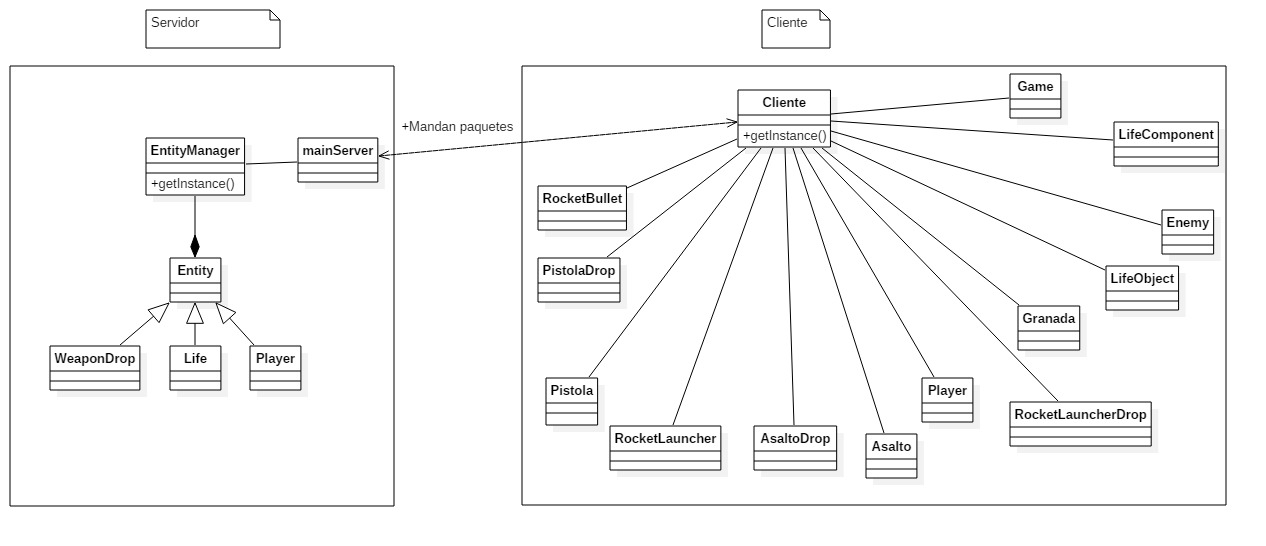 Servidor
Cliente
+Mandan paquetes
EntityManager
+getInstance()
mainServer
Entity
WeaponDrop
Life
Player
Cliente
+getInstance()
Game
LifeComponent
RocketBullet
Enemy
PistolaDrop
LifeObject
Granada
Pistola
Player
RocketLauncherDrop
RocketLauncher
AsaltoDrop
Asalto